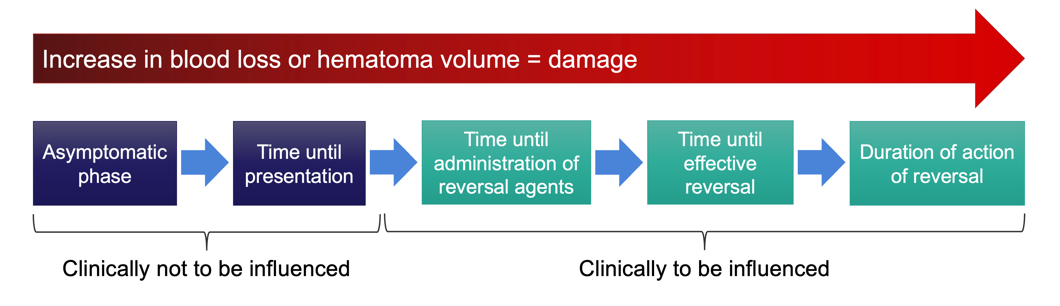 Increase in blood loss or hematoma volume = damage
Asymptomatic
phase
Time until
presentation
Time until
administration of
reversal agents
Time until
effective
reversal
Duration of action
of reversal
Clinically not to be influenced
Clinically to be influenced